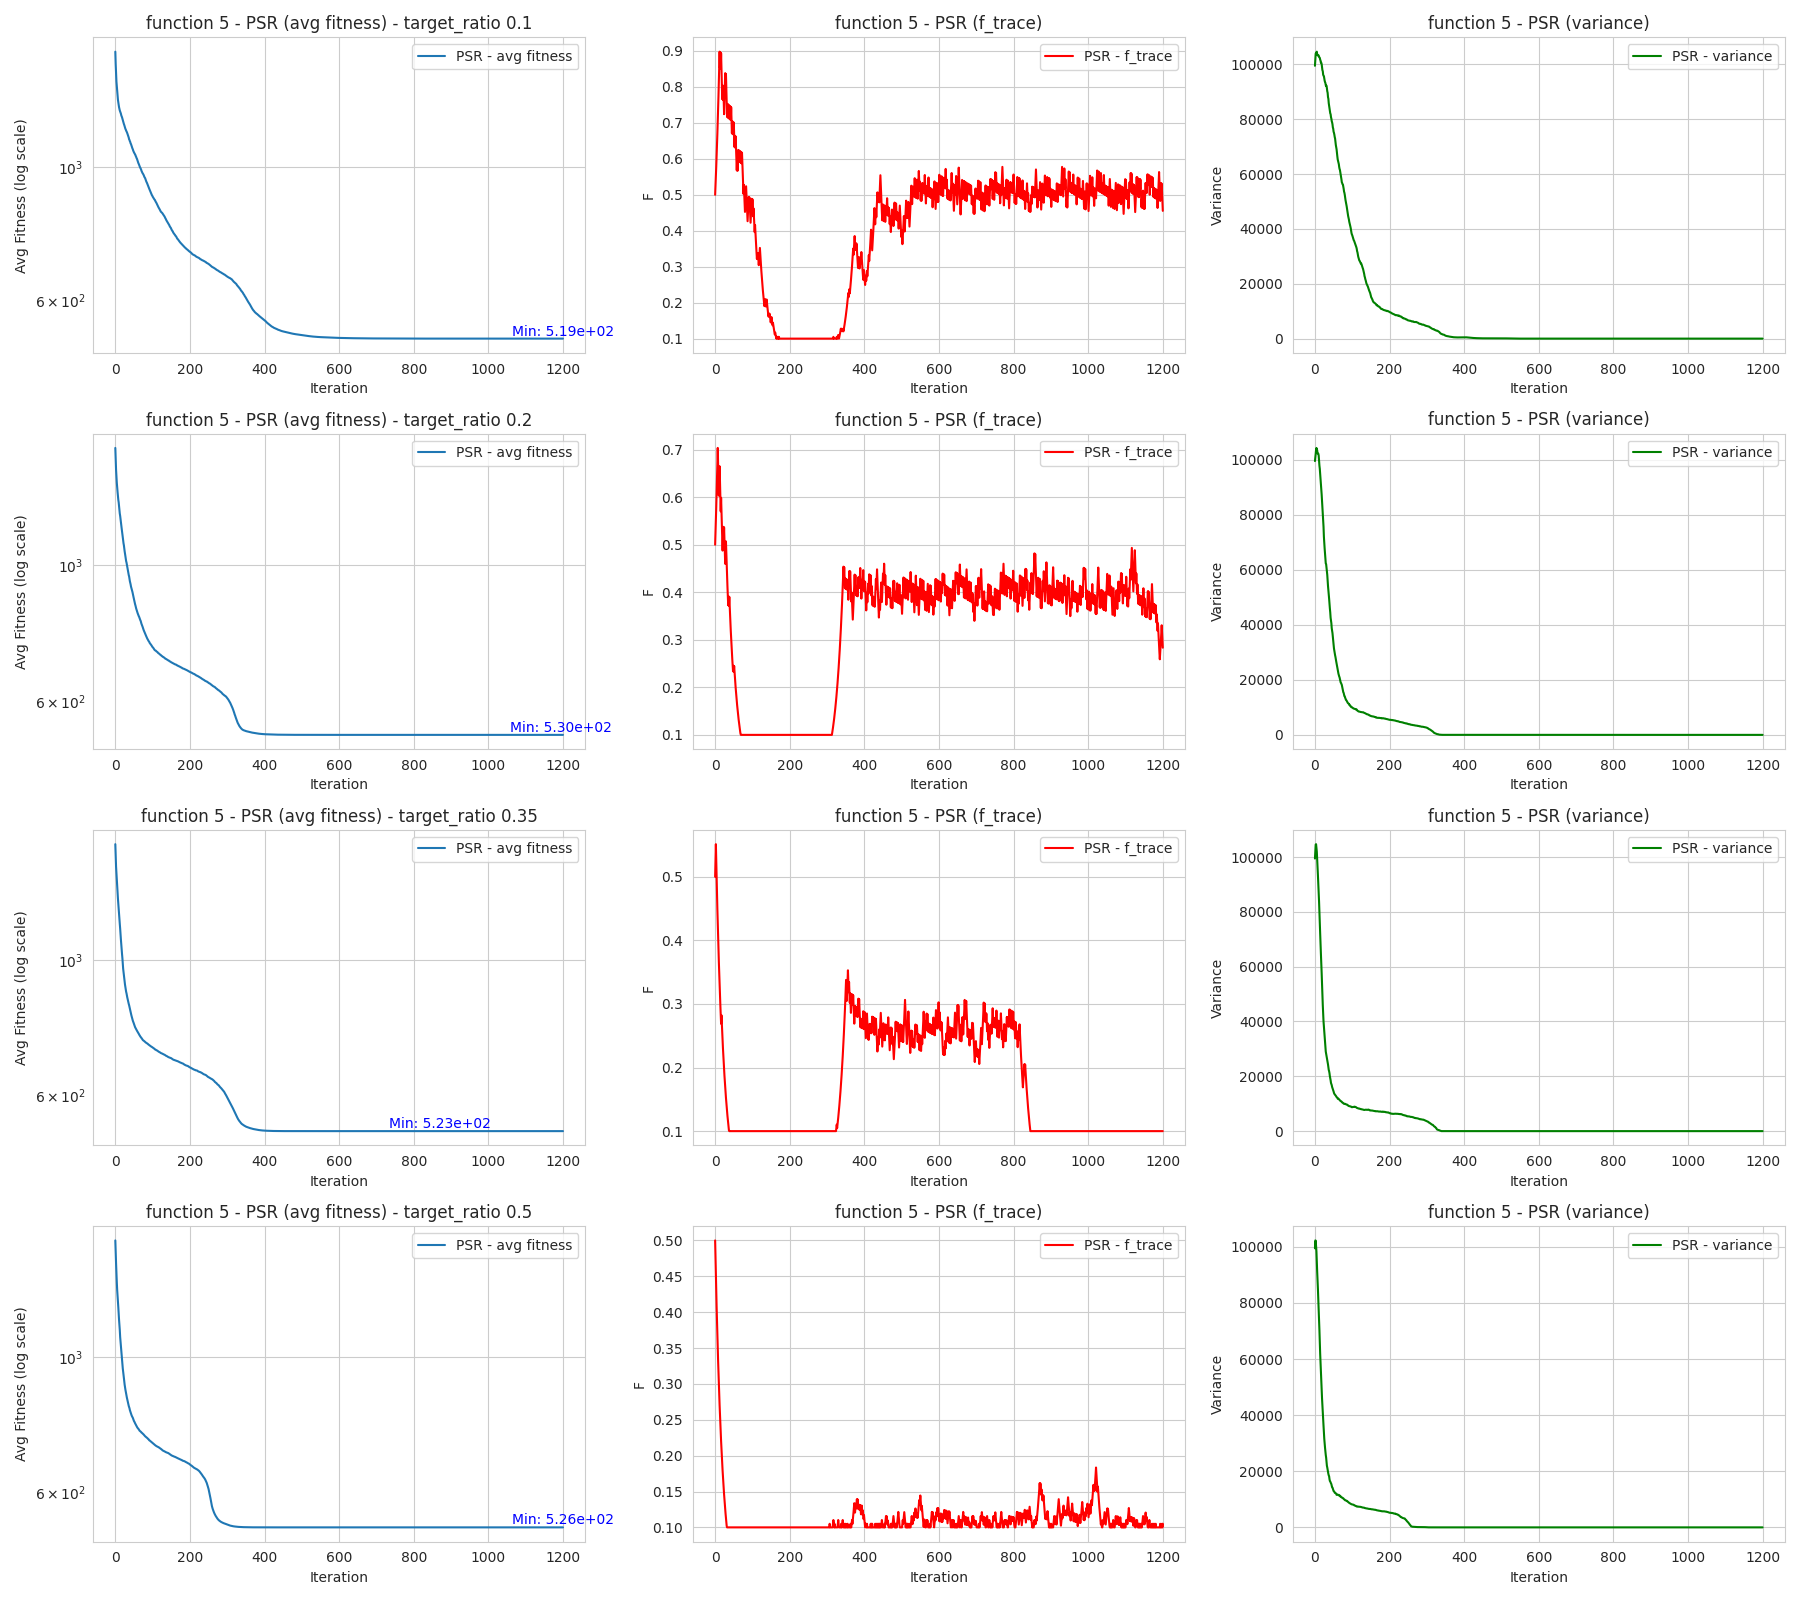 function 5 - PSR (avg fitness) - target_ratio 0.1
PSR - avg fitness
Avg Fitness (log scale)
10^3
6 × 10^2
Min: 5.19e+02
0 200 400 600 800 1000 1200
Iteration
function 5 - PSR (f_trace)
PSR - f_trace
F
0.9
0.8
0.7
0.6
0.5
0.4
0.3
0.2
0.1
0 200 400 600 800 1000 1200
Iteration
function 5 - PSR (variance)
PSR - variance
Variance
100000
80000
60000
40000
20000
0
0 200 400 600 800 1000 1200
Iteration
function 5 - PSR (avg fitness) - target_ratio 0.2
PSR - avg fitness
Avg Fitness (log scale)
10^3
6 × 10^2
Min: 5.30e+02
0 200 400 600 800 1000 1200
Iteration
function 5 - PSR (f_trace)
PSR - f_trace
F
0.7
0.6
0.5
0.4
0.3
0.2
0.1
0 200 400 600 800 1000 1200
Iteration
function 5 - PSR (variance)
PSR - variance
Variance
100000
80000
60000
40000
20000
0
0 200 400 600 800 1000 1200
Iteration
function 5 - PSR (avg fitness) - target_ratio 0.35
PSR - avg fitness
Avg Fitness (log scale)
10^3
6 × 10^2
Min: 5.23e+02
0 200 400 600 800 1000 1200
Iteration
function 5 - PSR (f_trace)
PSR - f_trace
F
0.5
0.4
0.3
0.2
0.1
0 200 400 600 800 1000 1200
Iteration
function 5 - PSR (variance)
PSR - variance
Variance
100000
80000
60000
40000
20000
0
0 200 400 600 800 1000 1200
Iteration
function 5 - PSR (avg fitness) - target_ratio 0.5
PSR - avg fitness
Avg Fitness (log scale)
10^3
6 × 10^2
Min: 5.26e+02
0 200 400 600 800 1000 1200
Iteration
function 5 - PSR (f_trace)
PSR - f_trace
F
0.50
0.45
0.40
0.35
0.30
0.25
0.20
0.15
0.10
0 200 400 600 800 1000 1200
Iteration
function 5 - PSR (variance)
PSR - variance
Variance
100000
80000
60000
40000
20000
0
0 200 400 600 800 1000 1200
Iteration